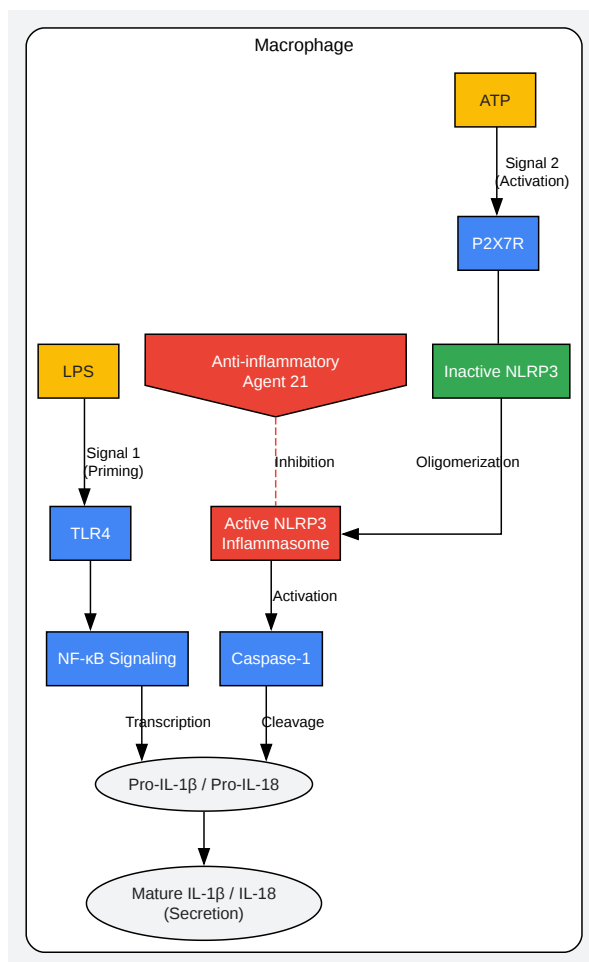 Macrophage
ATP
Signal 2
(Activation)
P2X7R
LPS
Anti-inflammatory
Agent 21
Inactive NLRP3
Signal 1
(Priming)
Inhibition
Oligomerization
TLR4
Active NLRP3
Inflammasome
Activation
NF-κB Signaling
Caspase-1
Transcription
Cleavage
Pro-IL-1β / Pro-IL-18
Mature IL-1β / IL-18
(Secretion)